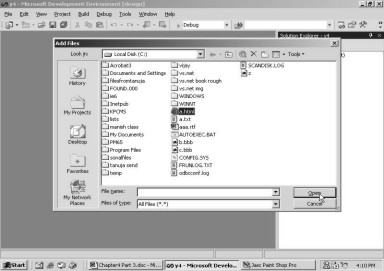 y4 - Microsoft Development Environment [design]
File Edit View Project Build Debug Tools Window Help
Debug
Solution Explorer - y4
Add Files
Look in: Local Disk (C:) Tools
History
My Projects
Desktop
Favorites
My Network Places
Acrobat3
Documents and Settings
filesfromtanuja
FOUND.000
ie6
Inetpub
KPCMS
lists
manish class
My Documents
PM65
Program Files
sonalfiles
tanuja send
temp
vijay
vs.net
vs.net book rough
vs.net img
WINDOWS
WINNT
a.html
a.txt
aaa.rtf
AUTOEXEC.BAT
b.bbb
c.bbb
CONFIG.SYS
FRUNLOG.TXT
odbcconf.log
SCANDISK.LOG
z
File name:
Open
Files of type: All Files (*.*)
Cancel
Start
Chapter4 Part 3.doc - Mi...
y4 - Microsoft Develo...
Jasc Paint Shop Pro
4:10 PM